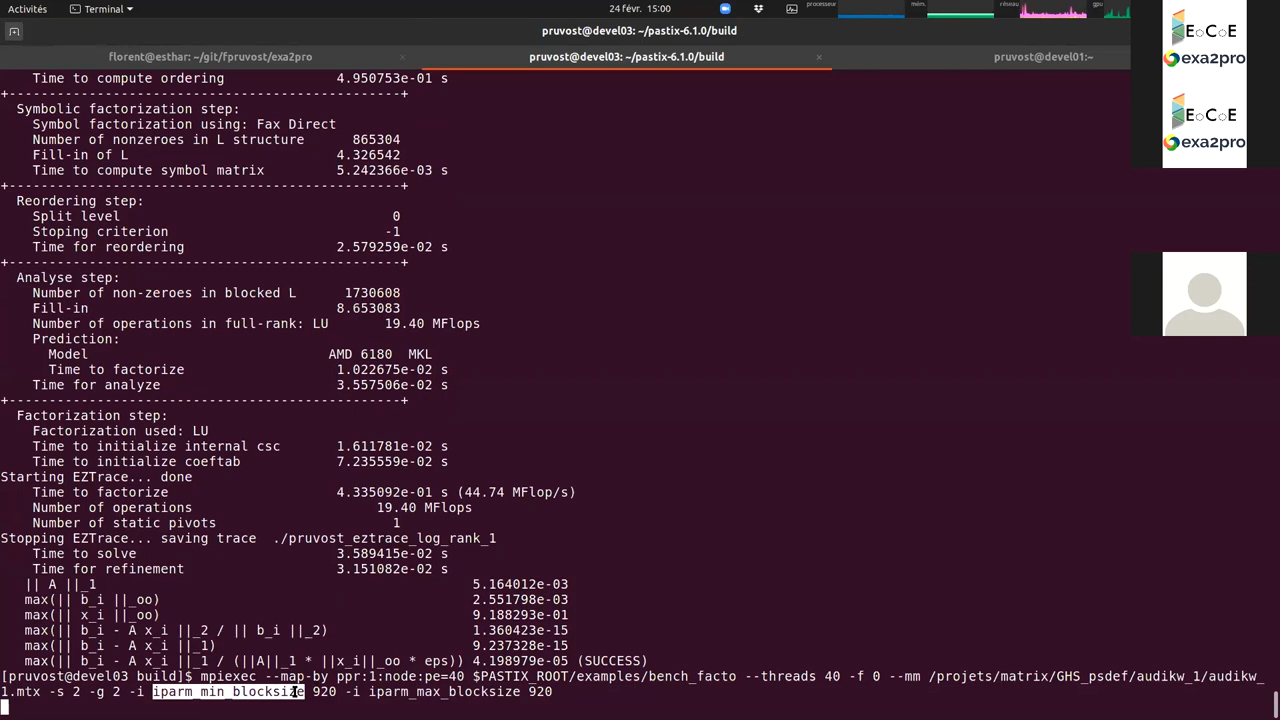 Activités
Terminal
24 févr. 15:00
processeur
mém.
réseau
gpu
pruvost@devel03: ~/pastix-6.1.0/build
florent@esthar: ~/git/fpruvost/exa2pro
pruvost@devel03: ~/pastix-6.1.0/build
pruvost@devel01:~
EoCoE
exa2pro
EoCoE
exa2pro
Time to compute ordering 4.950753e-01 s
+-------------------------------------------------+
Symbolic factorization step:
Symbol factorization using: Fax Direct
Number of nonzeroes in L structure 865304
Fill-in of L 4.326542
Time to compute symbol matrix 5.242366e-03 s
+-------------------------------------------------+
Reordering step:
Split level 0
Stoping criterion -1
Time for reordering 2.579259e-02 s
+-------------------------------------------------+
Analyse step:
Number of non-zeroes in blocked L 1730608
Fill-in 8.653083
Number of operations in full-rank: LU 19.40 MFlops
Prediction:
Model AMD 6180 MKL
Time to factorize 1.022675e-02 s
Time for analyze 3.557506e-02 s
+-------------------------------------------------+
Factorization step:
Factorization used: LU
Time to initialize internal csc 1.611781e-02 s
Time to initialize coeftab 7.235559e-02 s
Starting EZTrace... done
Time to factorize 4.335092e-01 s (44.74 MFlop/s)
Number of operations 19.40 MFlops
Number of static pivots 1
Stopping EZTrace... saving trace ./pruvost_eztrace_log_rank_1
Time to solve 3.589415e-02 s
Time for refinement 3.151082e-02 s
|| A ||_1 5.164012e-03
max(|| b_i ||_oo) 2.551798e-03
max(|| x_i ||_oo) 9.188293e-01
max(|| b_i - A x_i ||_2 / || b_i ||_2) 1.360423e-15
max(|| b_i - A x_i ||_1) 9.237328e-15
max(|| b_i - A x_i ||_1 / (||A||_1 * ||x_i||_oo * eps)) 4.198979e-05 (SUCCESS)
[pruvost@devel03 build]$ mpiexec --map-by ppr:1:node:pe=40 $PASTIX_ROOT/examples/bench_facto --threads 40 -f 0 --mm /projets/matrix/GHS_psdef/audikw_1/audikw_
1.mtx -s 2 -g 2 -i iparm_min_blocksize 920 -i iparm_max_blocksize 920